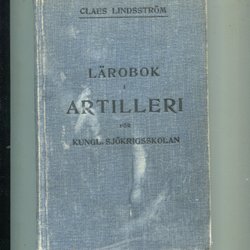 CLAES LINDSSTRÖM
LÄROBOK
I
ARTILLERI
FÖR
KUNGL. SJÖKRIGSSKOLAN